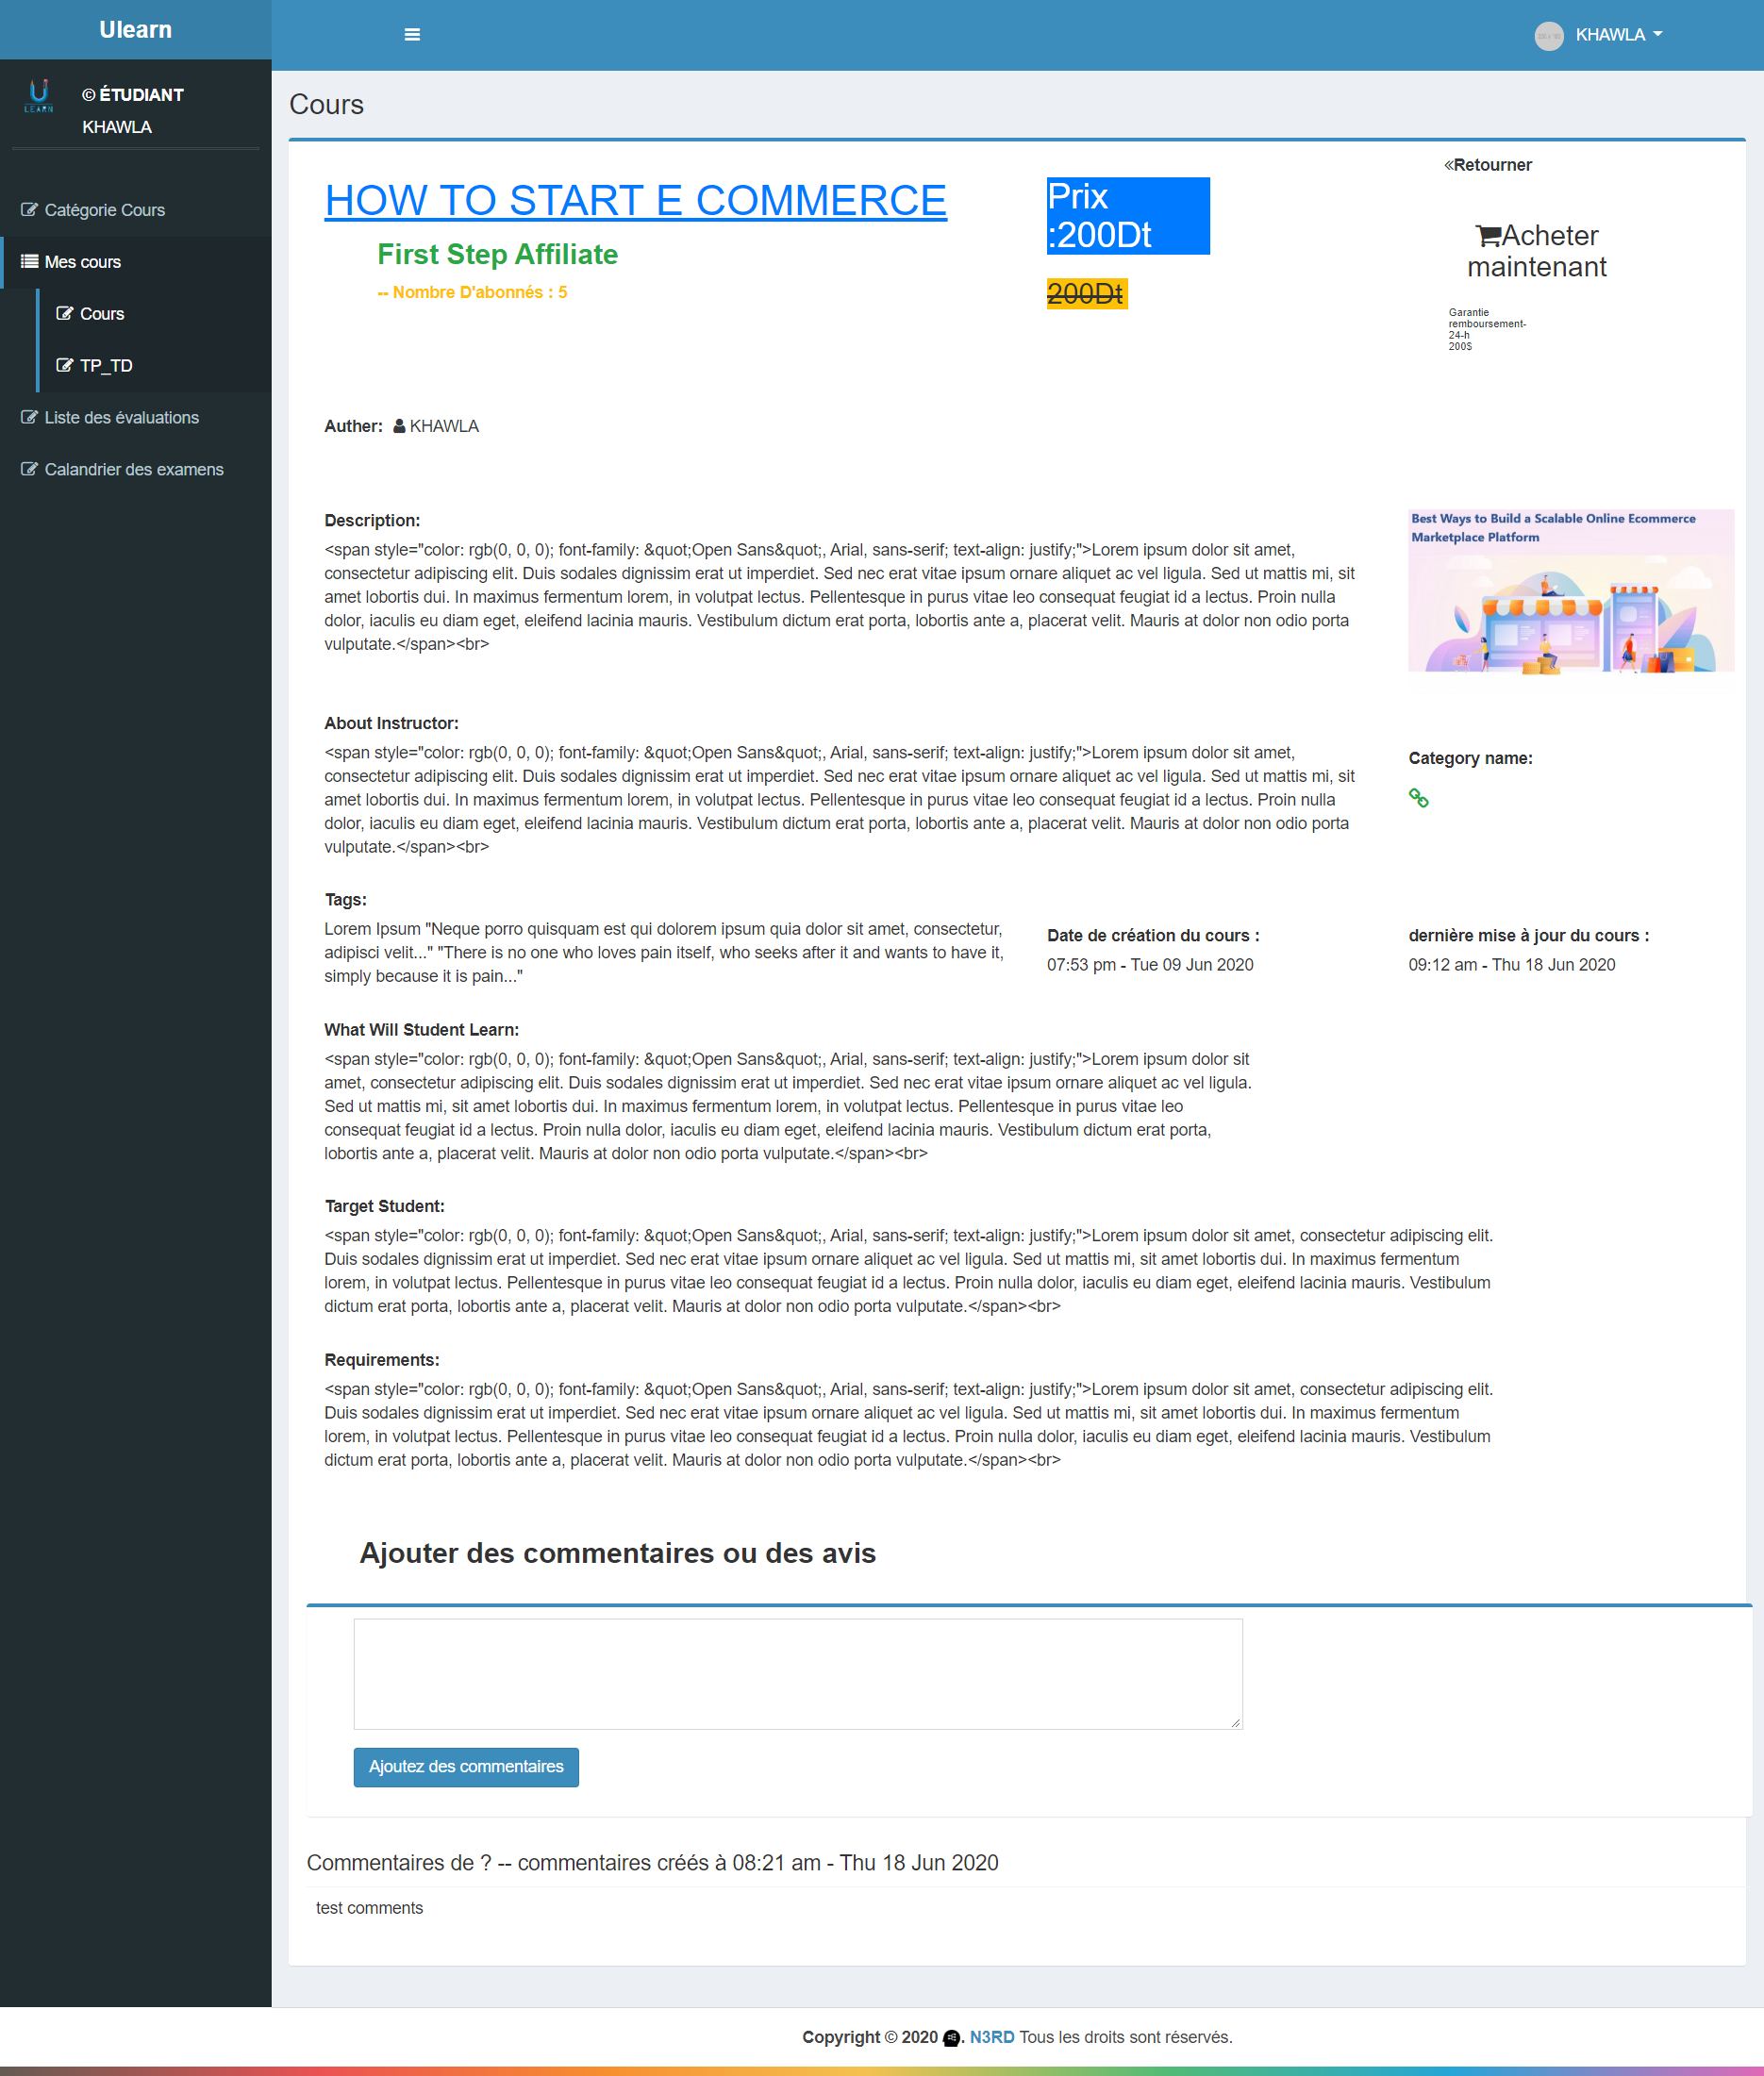 Ulearn
KHAWLA
LEARN
© ÉTUDIANT
KHAWLA
Catégorie Cours
Mes cours
Cours
TP_TD
Liste des évaluations
Calandrier des examens
Cours
«Retourner
HOW TO START E COMMERCE
First Step Affiliate
-- Nombre D'abonnés : 5
Prix
:200Dt
200Dt
Acheter
maintenant
Garantie
remboursement-
24-h
200$
Auther: KHAWLA
Description:
<span style="color: rgb(0, 0, 0); font-family: &quot;Open Sans&quot;, Arial, sans-serif; text-align: justify;">Lorem ipsum dolor sit amet,
consectetur adipiscing elit. Duis sodales dignissim erat ut imperdiet. Sed nec erat vitae ipsum ornare aliquet ac vel ligula. Sed ut mattis mi, sit
amet lobortis dui. In maximus fermentum lorem, in volutpat lectus. Pellentesque in purus vitae leo consequat feugiat id a lectus. Proin nulla
dolor, iaculis eu diam eget, eleifend lacinia mauris. Vestibulum dictum erat porta, lobortis ante a, placerat velit. Mauris at dolor non odio porta
vulputate.</span><br>
Best Ways to Build a Scalable Online Ecommerce
Marketplace Platform
About Instructor:
<span style="color: rgb(0, 0, 0); font-family: &quot;Open Sans&quot;, Arial, sans-serif; text-align: justify;">Lorem ipsum dolor sit amet,
consectetur adipiscing elit. Duis sodales dignissim erat ut imperdiet. Sed nec erat vitae ipsum ornare aliquet ac vel ligula. Sed ut mattis mi, sit
amet lobortis dui. In maximus fermentum lorem, in volutpat lectus. Pellentesque in purus vitae leo consequat feugiat id a lectus. Proin nulla
dolor, iaculis eu diam eget, eleifend lacinia mauris. Vestibulum dictum erat porta, lobortis ante a, placerat velit. Mauris at dolor non odio porta
vulputate.</span><br>
Category name:
Tags:
Lorem Ipsum "Neque porro quisquam est qui dolorem ipsum quia dolor sit amet, consectetur,
adipisci velit..." "There is no one who loves pain itself, who seeks after it and wants to have it,
simply because it is pain..."
Date de création du cours :
07:53 pm - Tue 09 Jun 2020
dernière mise à jour du cours :
09:12 am - Thu 18 Jun 2020
What Will Student Learn:
<span style="color: rgb(0, 0, 0); font-family: &quot;Open Sans&quot;, Arial, sans-serif; text-align: justify;">Lorem ipsum dolor sit
amet, consectetur adipiscing elit. Duis sodales dignissim erat ut imperdiet. Sed nec erat vitae ipsum ornare aliquet ac vel ligula.
Sed ut mattis mi, sit amet lobortis dui. In maximus fermentum lorem, in volutpat lectus. Pellentesque in purus vitae leo
consequat feugiat id a lectus. Proin nulla dolor, iaculis eu diam eget, eleifend lacinia mauris. Vestibulum dictum erat porta,
lobortis ante a, placerat velit. Mauris at dolor non odio porta vulputate.</span><br>
Target Student:
<span style="color: rgb(0, 0, 0); font-family: &quot;Open Sans&quot;, Arial, sans-serif; text-align: justify;">Lorem ipsum dolor sit amet, consectetur adipiscing elit.
Duis sodales dignissim erat ut imperdiet. Sed nec erat vitae ipsum ornare aliquet ac vel ligula. Sed ut mattis mi, sit amet lobortis dui. In maximus fermentum
lorem, in volutpat lectus. Pellentesque in purus vitae leo consequat feugiat id a lectus. Proin nulla dolor, iaculis eu diam eget, eleifend lacinia mauris. Vestibulum
dictum erat porta, lobortis ante a, placerat velit. Mauris at dolor non odio porta vulputate.</span><br>
Requirements:
<span style="color: rgb(0, 0, 0); font-family: &quot;Open Sans&quot;, Arial, sans-serif; text-align: justify;">Lorem ipsum dolor sit amet, consectetur adipiscing elit.
Duis sodales dignissim erat ut imperdiet. Sed nec erat vitae ipsum ornare aliquet ac vel ligula. Sed ut mattis mi, sit amet lobortis dui. In maximus fermentum
lorem, in volutpat lectus. Pellentesque in purus vitae leo consequat feugiat id a lectus. Proin nulla dolor, iaculis eu diam eget, eleifend lacinia mauris. Vestibulum
dictum erat porta, lobortis ante a, placerat velit. Mauris at dolor non odio porta vulputate.</span><br>
Ajouter des commentaires ou des avis
Ajoutez des commentaires
Commentaires de ? -- commentaires créés à 08:21 am - Thu 18 Jun 2020
test comments
Copyright © 2020 . N3RD Tous les droits sont réservés.